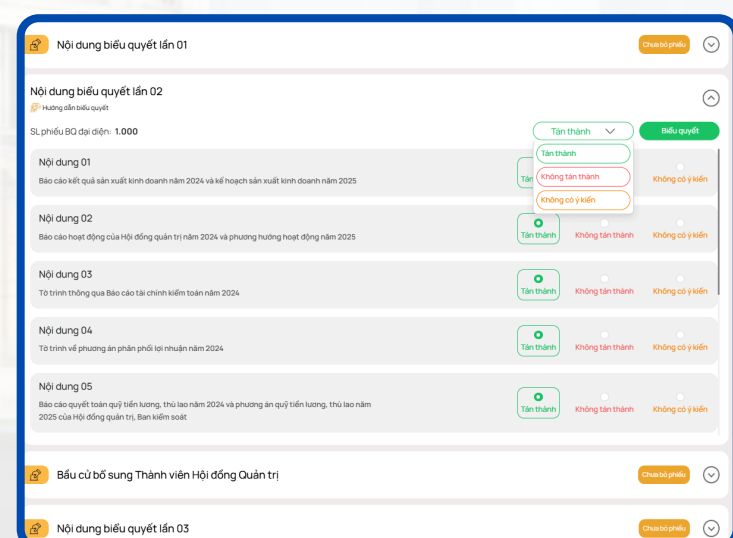 Nội dung biểu quyết lần 01
Chưa bỏ phiếu
Nội dung biểu quyết lần 02
Hướng dẫn biểu quyết
SL phiếu BQ đại diện: 1.000
Tán thành
Biểu quyết
Tán thành
Không tán thành
Không có ý kiến
Nội dung 01
Báo cáo kết quả sản xuất kinh doanh năm 2024 và kế hoạch sản xuất kinh doanh năm 2025
Không có ý kiến
Nội dung 02
Báo cáo hoạt động của Hội đồng quản trị năm 2024 và phương hướng hoạt động năm 2025
Tán thành Không tán thành Không có ý kiến
Nội dung 03
Tờ trình thông qua Báo cáo tài chính kiểm toán năm 2024
Tán thành Không tán thành Không có ý kiến
Nội dung 04
Tờ trình về phương án phân phối lợi nhuận năm 2024
Tán thành Không tán thành Không có ý kiến
Nội dung 05
Báo cáo quyết toán quỹ tiền lương, thù lao năm 2024 và phương án quỹ tiền lương, thù lao năm
2025 của Hội đồng quản trị, Ban kiểm soát
Tán thành Không tán thành Không có ý kiến
Bầu cử bổ sung Thành viên Hội đồng Quản trị
Chưa bỏ phiếu
Nội dung biểu quyết lần 03
Chưa bỏ phiếu